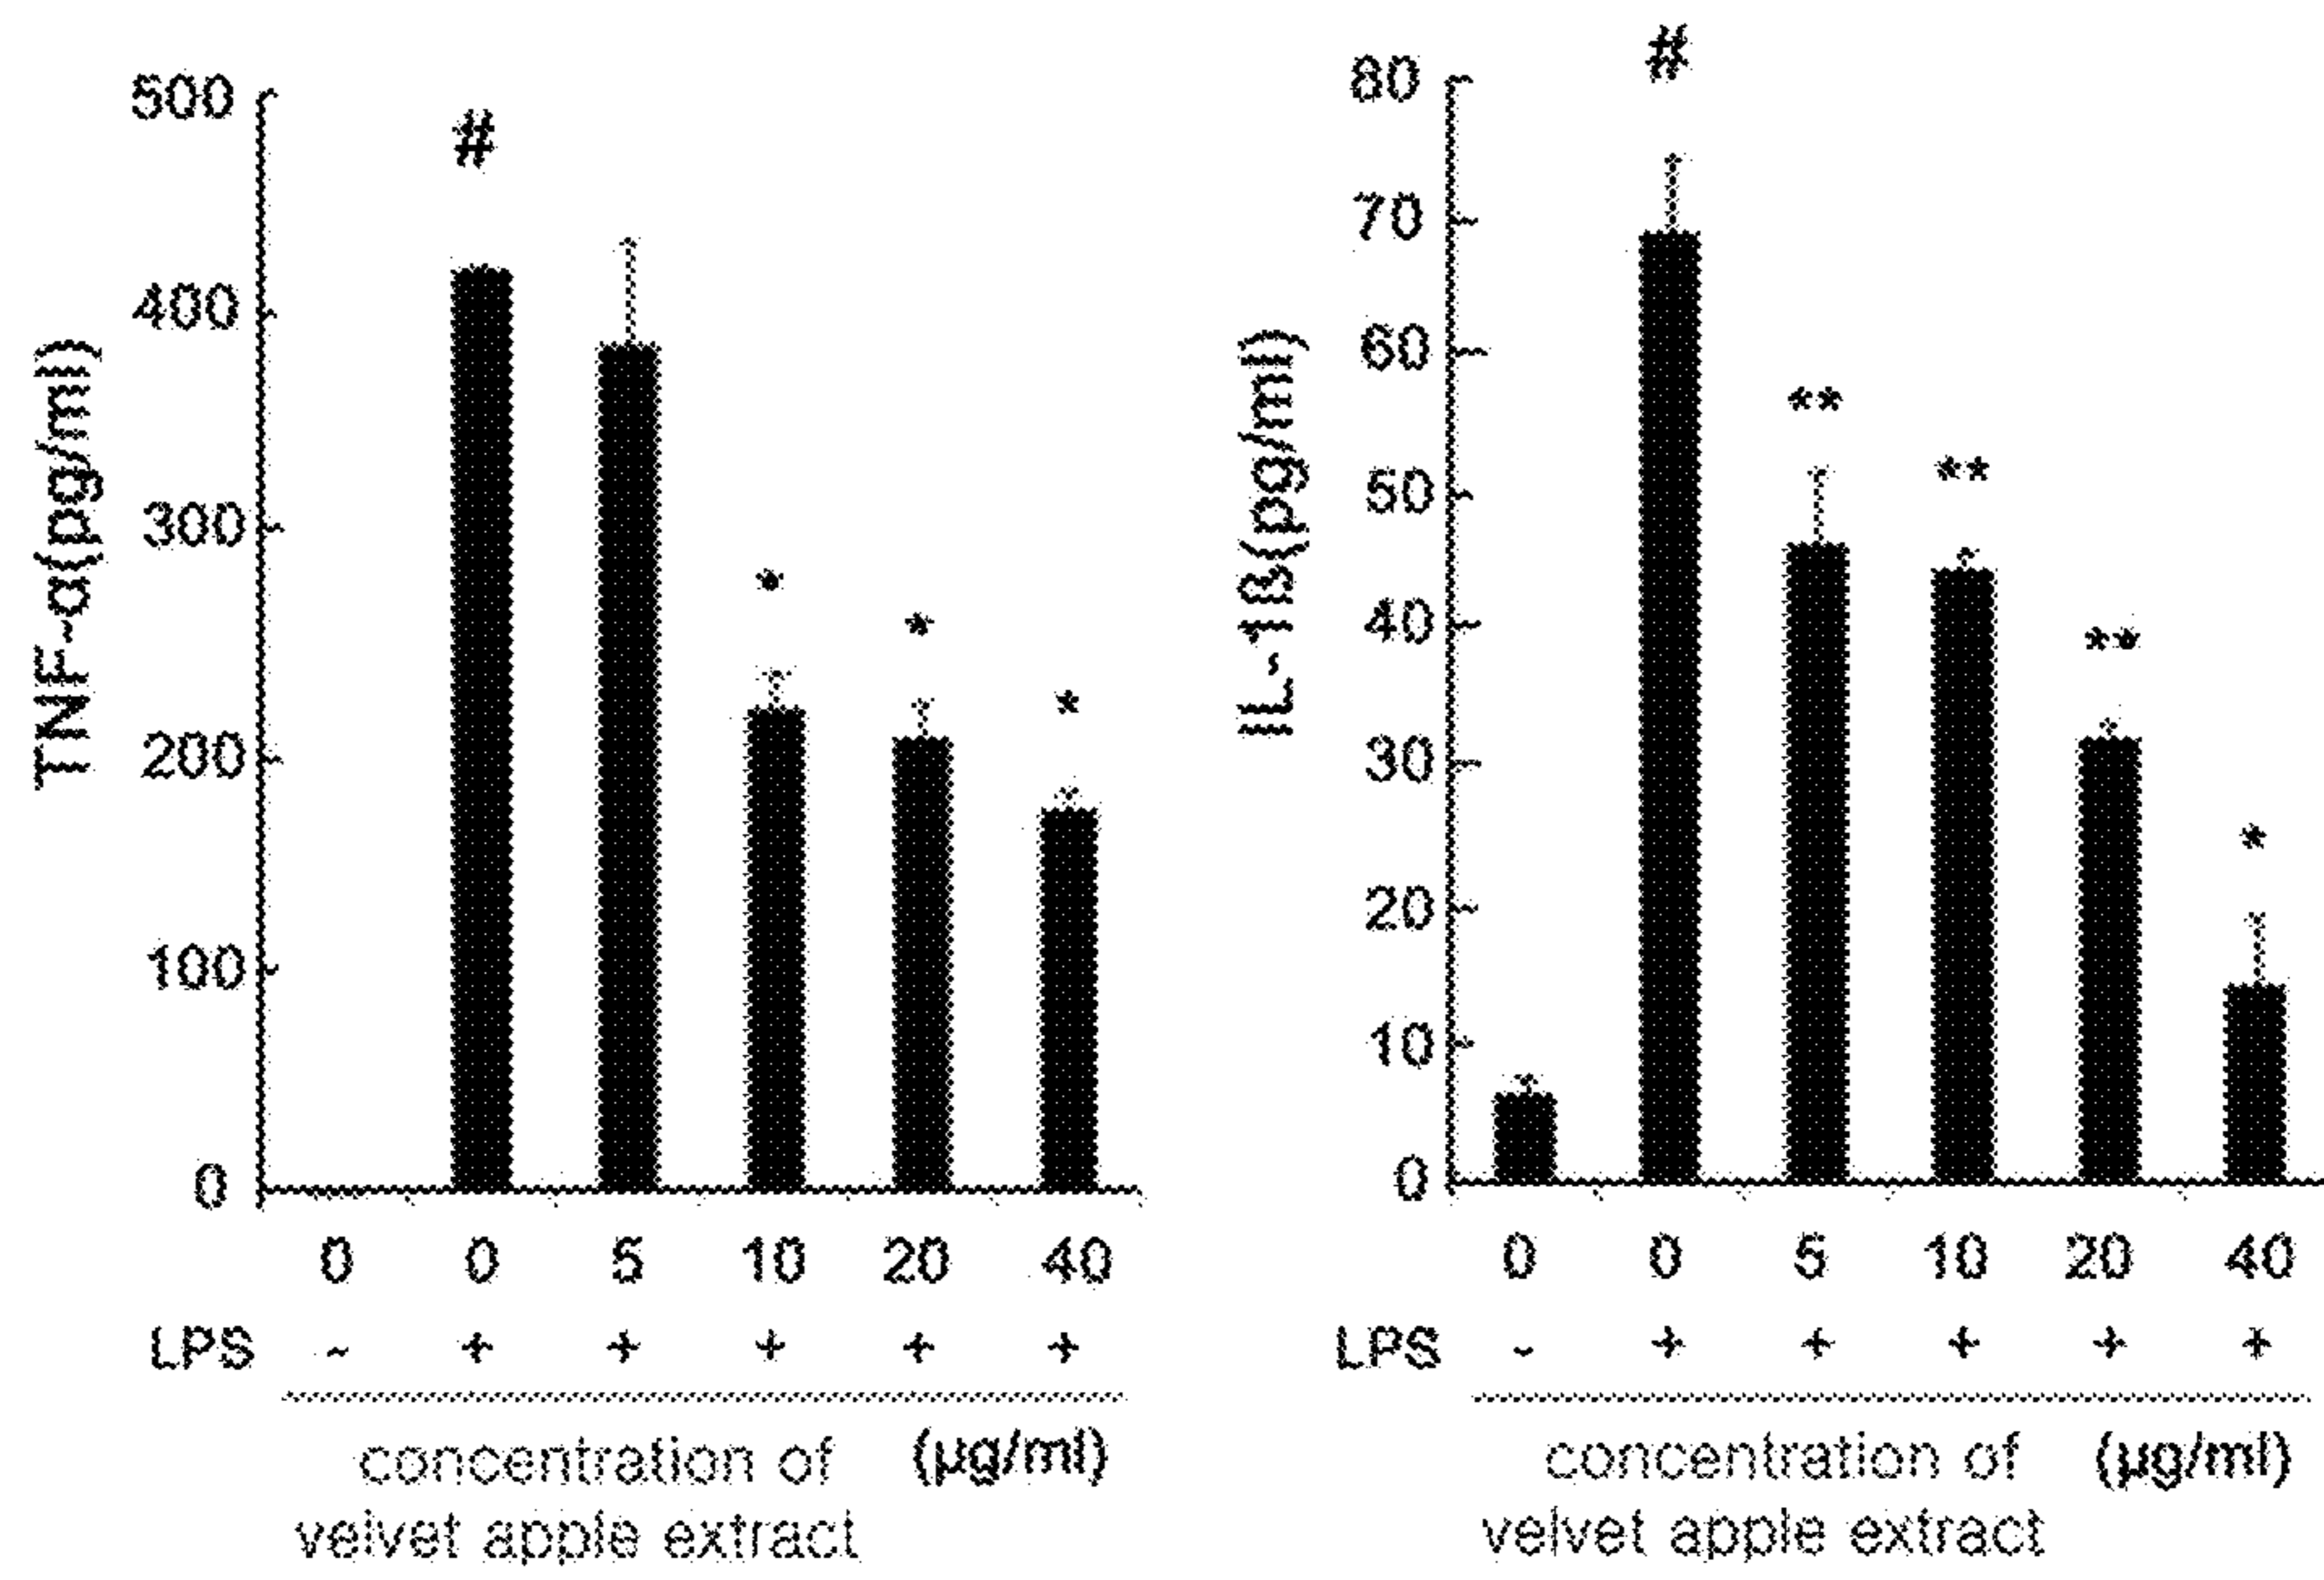 TNF-α(pg/ml)
500
400
300
200
100
0
#
*
*
*
0 0 5 10 20 40
LPS - + + + + +
concentration of (μg/ml)
velvet apple extract
IL-1ß(pg/ml)
80
70
60
50
40
30
20
10
0
#
**
**
**
*
0 0 5 10 20 40
LPS - + + + + +
concentration of (μg/ml)
velvet apple extract